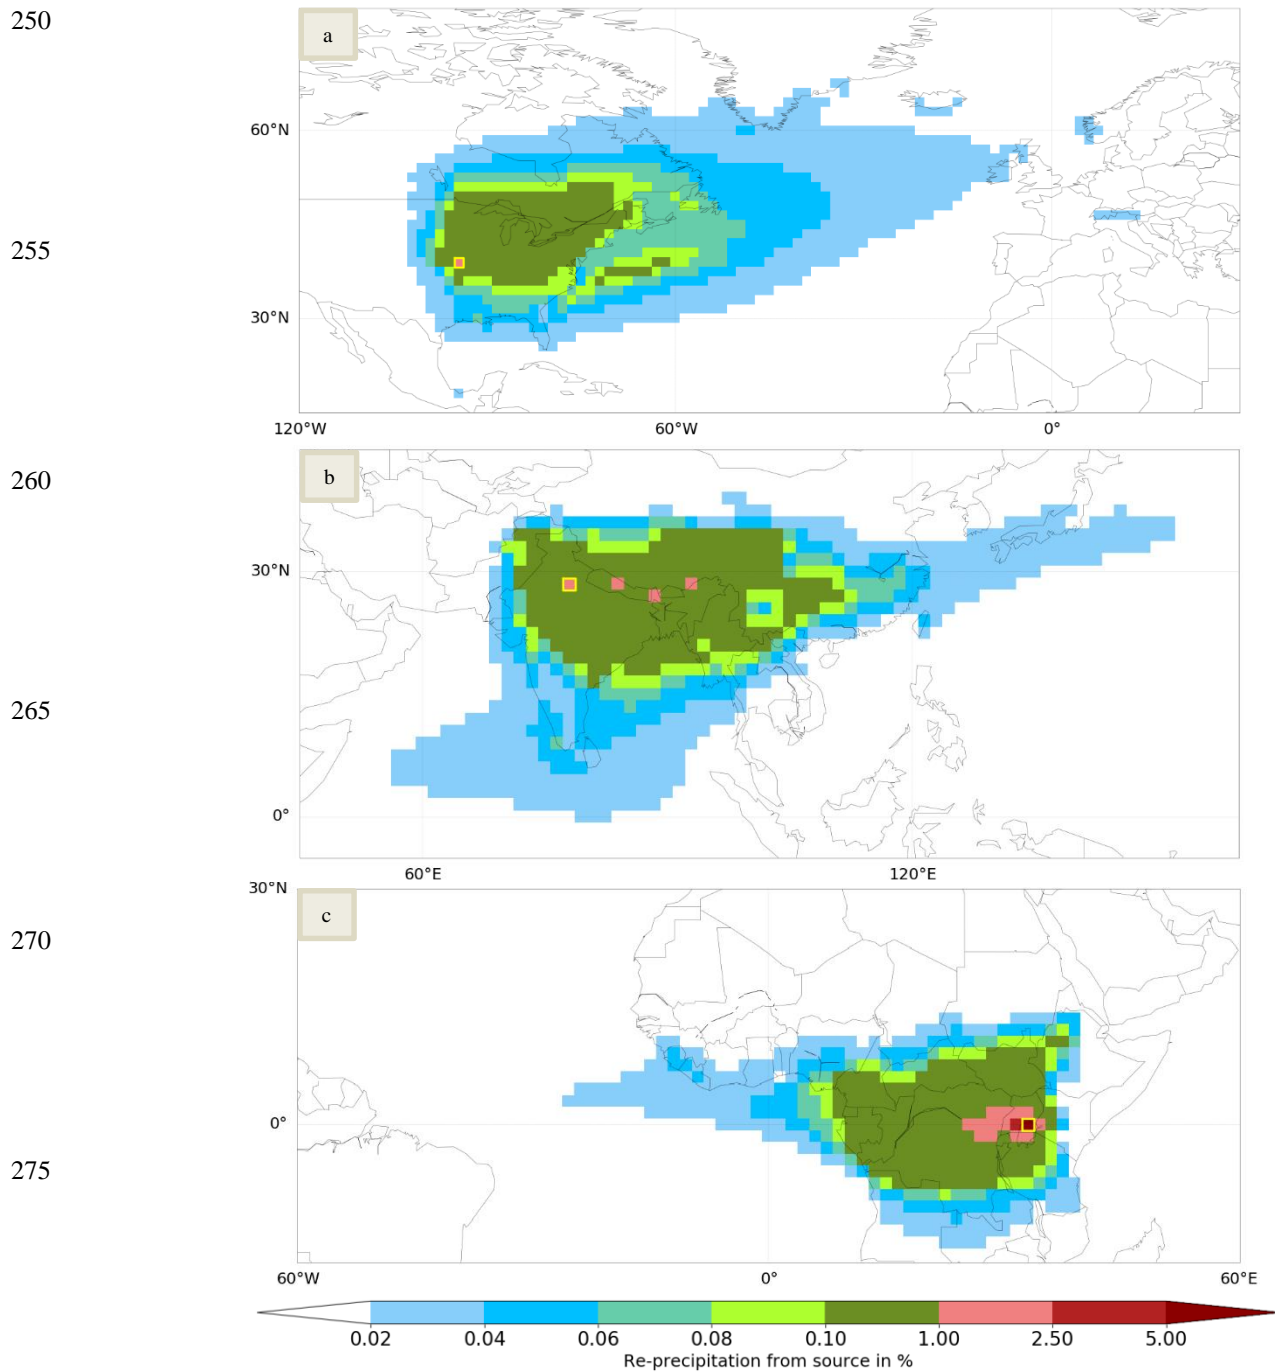 250
a
60°N
255
30°N
120°W 60°W 0°
260
b
30°N
265
0°
60°E 120°E
30°N
c
270
0°
275
60°W 0° 60°E
0.02 0.04 0.06 0.08 0.10 1.00 2.50 5.00
Re-precipitation from source in %